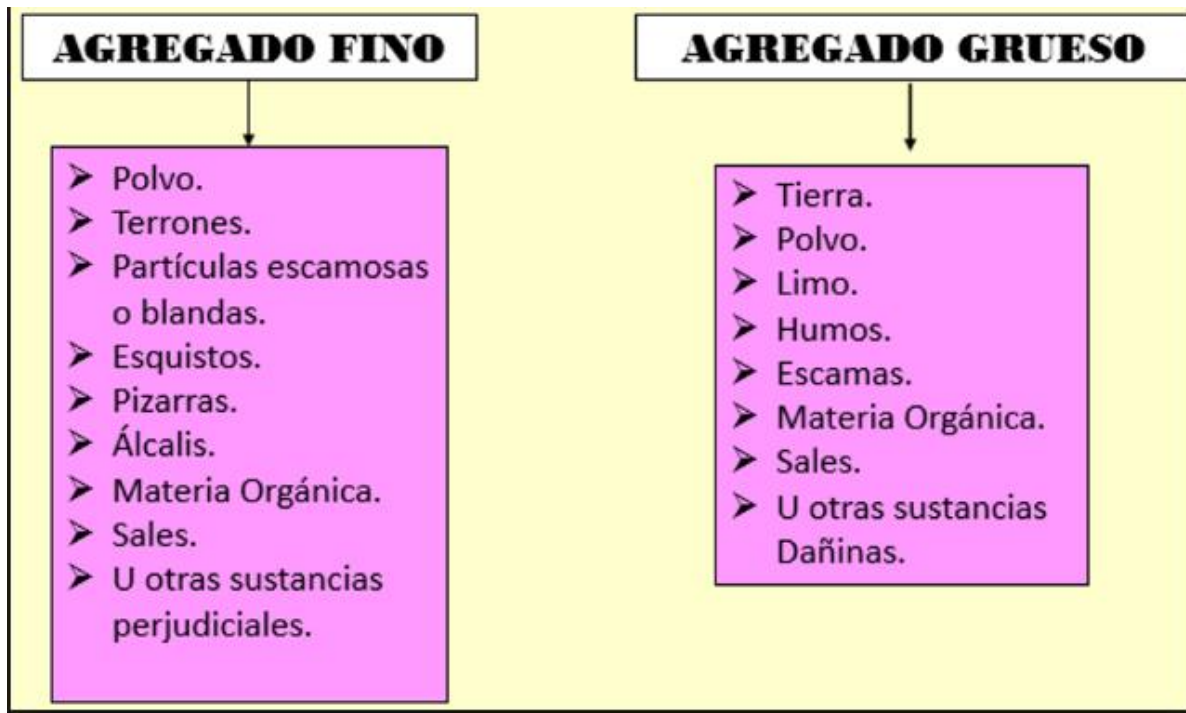 AGREGADO FINO
➤ Polvo.
➤ Terrones.
➤ Partículas escamosas
o blandas.
➤ Esquistos.
➤ Pizarras.
➤ Álcalis.
➤ Materia Orgánica.
➤ Sales.
➤ U otras sustancias
perjudiciales.
AGREGADO GRUESO
➤ Tierra.
➤ Polvo.
➤ Limo.
➤ Humos.
➤ Escamas.
➤ Materia Orgánica.
➤ Sales.
➤ U otras sustancias
Dañinas.